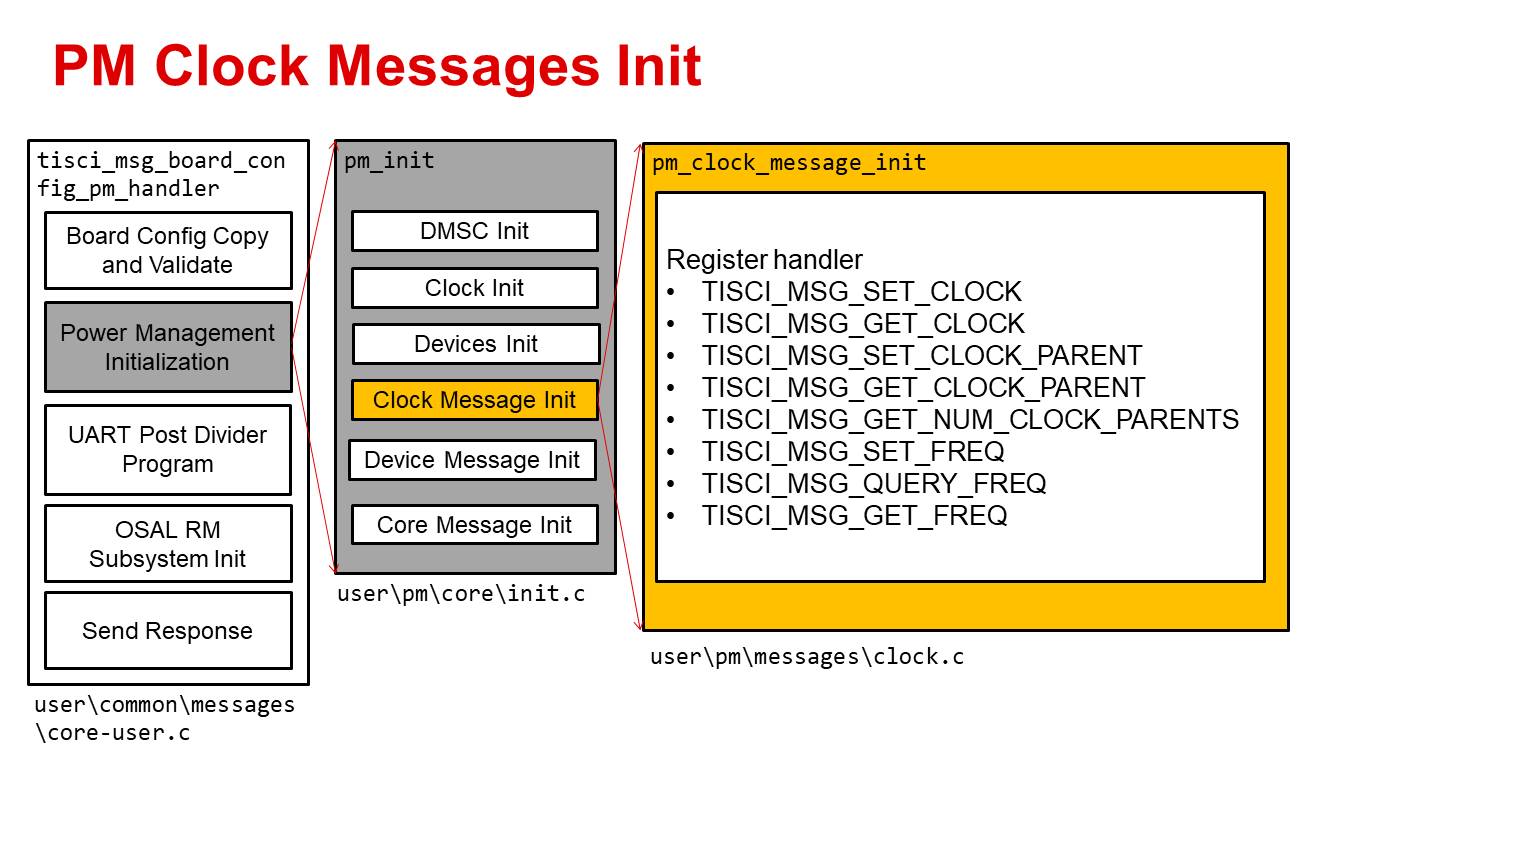 PM Clock Messages Init
tisci_msg_board_con
fig_pm_handler
Board Config Copy
and Validate
Power Management
Initialization
UART Post Divider
Program
OSAL RM
Subsystem Init
Send Response
user\common\messages
\core-user.c
pm_init
DMSC Init
Clock Init
Devices Init
Clock Message Init
Device Message Init
Core Message Init
user\pm\core\init.c
pm_clock_message_init
Register handler
• TISCI_MSG_SET_CLOCK
• TISCI_MSG_GET_CLOCK
• TISCI_MSG_SET_CLOCK_PARENT
• TISCI_MSG_GET_CLOCK_PARENT
• TISCI_MSG_GET_NUM_CLOCK_PARENTS
• TISCI_MSG_SET_FREQ
• TISCI_MSG_QUERY_FREQ
• TISCI_MSG_GET_FREQ
user\pm\messages\clock.c